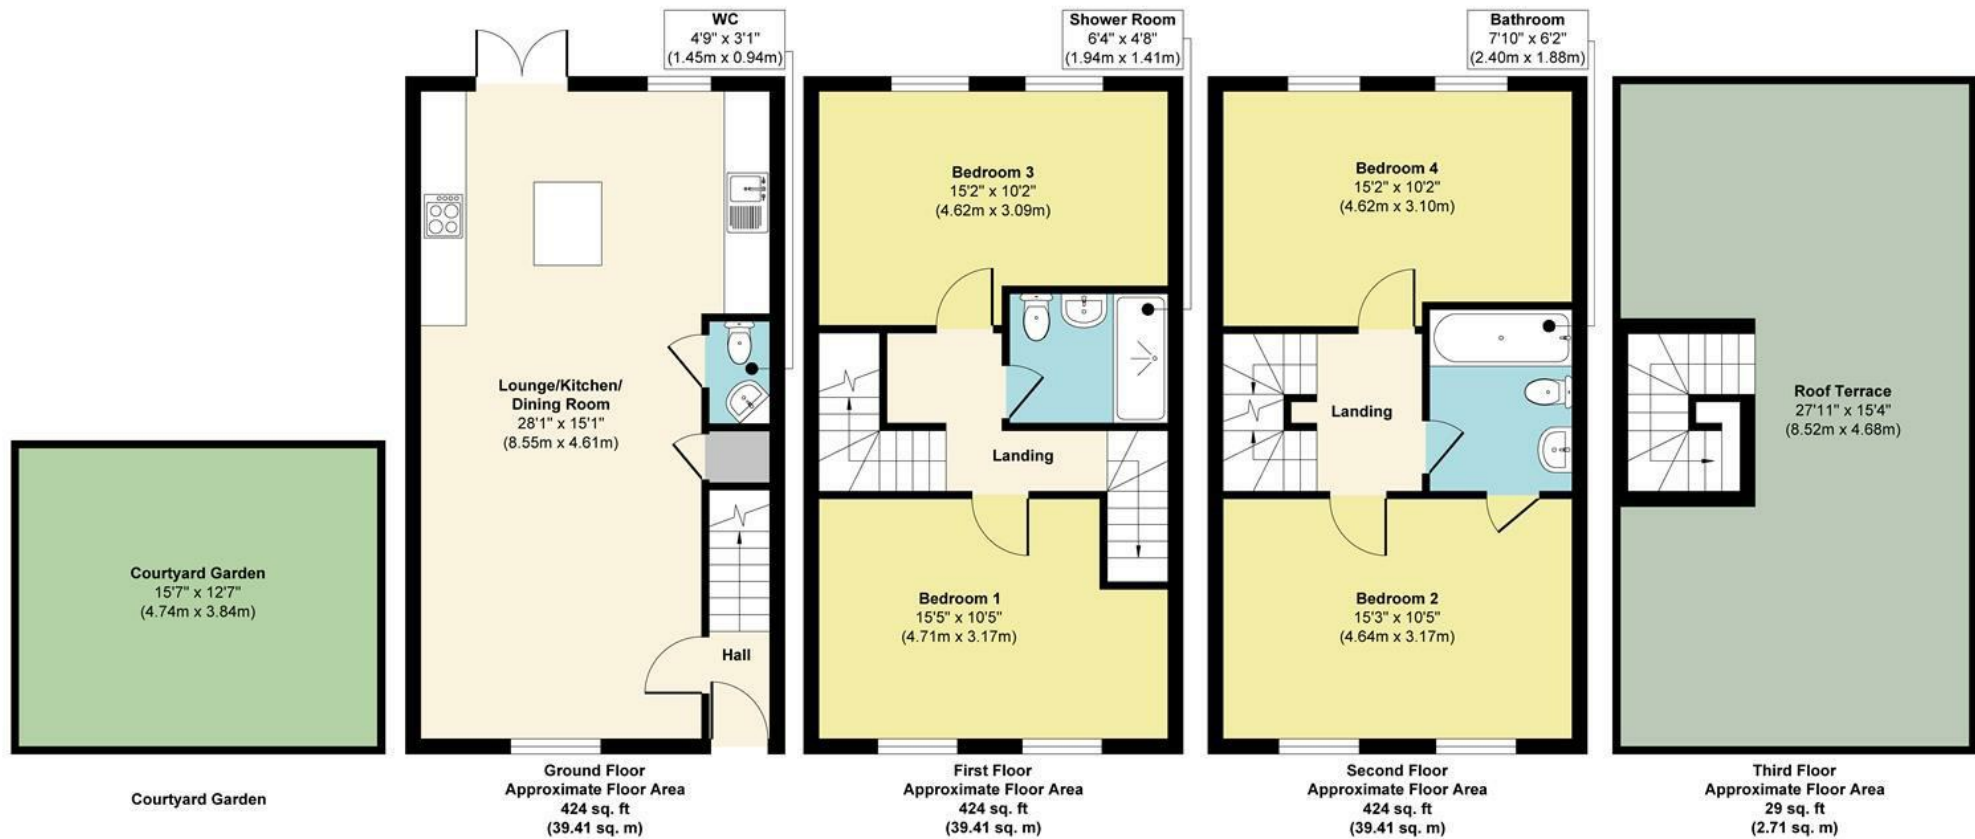 WC
4'9" x 3'1"
(1.45m x 0.94m)
Shower Room
6'4" x 4'8"
(1.94m x 1.41m)
Bathroom
7'10" x 6'2"
(2.40m x 1.88m)
Courtyard Garden
15'7" x 12'7"
(4.74m x 3.84m)
Courtyard Garden
Lounge/Kitchen/
Dining Room
28'1" x 15'1"
(8.55m x 4.61m)
Hall
Ground Floor
Approximate Floor Area
424 sq. ft
(39.41 sq. m)
Bedroom 3
15'2" x 10'2"
(4.62m x 3.09m)
Landing
Bedroom 1
15'5" x 10'5"
(4.71m x 3.17m)
First Floor
Approximate Floor Area
424 sq. ft
(39.41 sq. m)
Bedroom 4
15'2" x 10'2"
(4.62m x 3.10m)
Landing
Bedroom 2
15'3" x 10'5"
(4.64m x 3.17m)
Second Floor
Approximate Floor Area
424 sq. ft
(39.41 sq. m)
Roof Terrace
27'11" x 15'4"
(8.52m x 4.68m)
Third Floor
Approximate Floor Area
29 sq. ft
(2.71 sq. m)